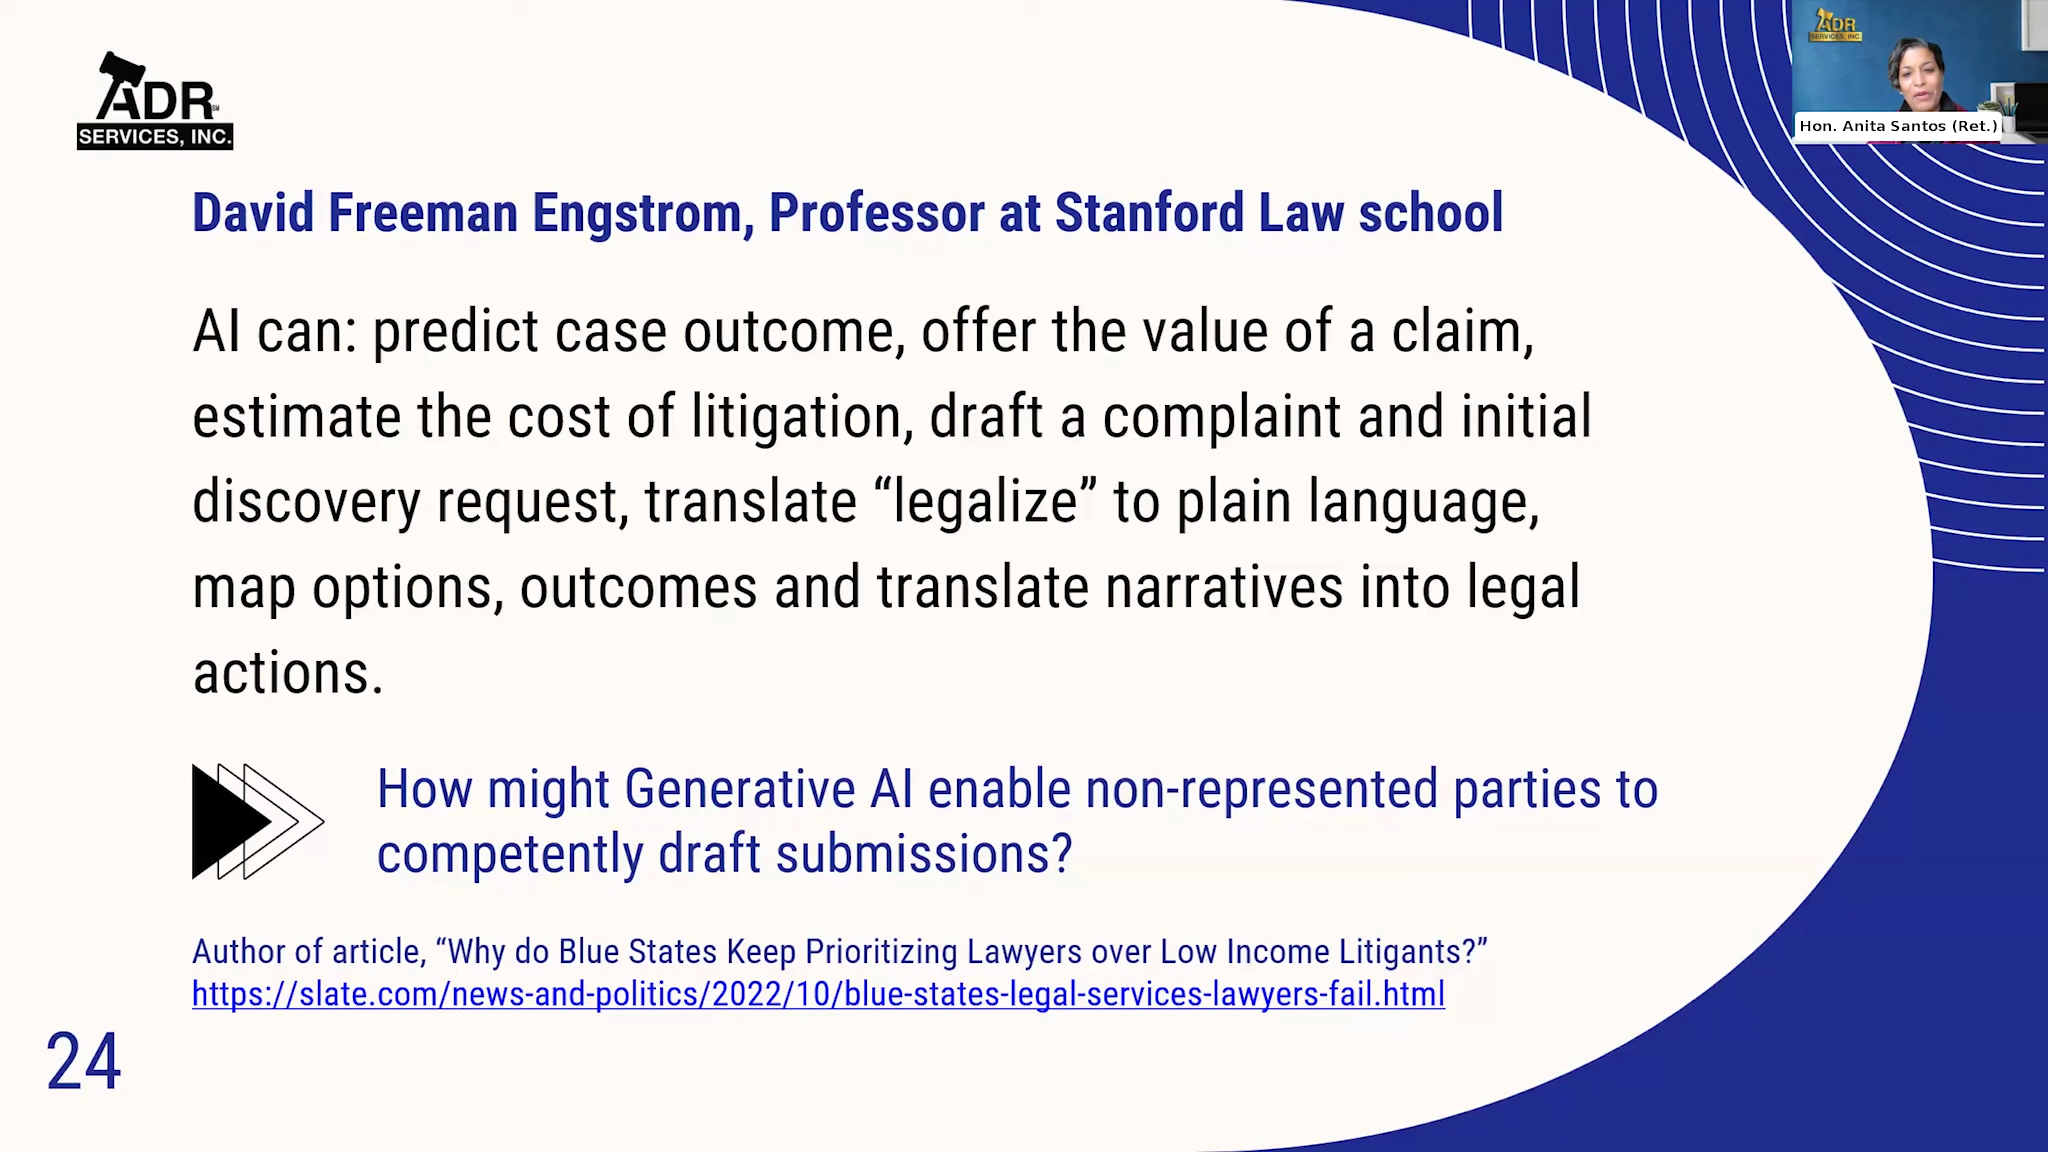 ADR
SERVICES, INC.
ADR
SERVICES, INC.
Hon. Anita Santos (Ret.)
David Freeman Engstrom, Professor at Stanford Law school
AI can: predict case outcome, offer the value of a claim,
estimate the cost of litigation, draft a complaint and initial
discovery request, translate “legalize” to plain language,
map options, outcomes and translate narratives into legal
actions.
How might Generative AI enable non-represented parties to
competently draft submissions?
Author of article, “Why do Blue States Keep Prioritizing Lawyers over Low Income Litigants?”
https://slate.com/news-and-politics/2022/10/blue-states-legal-services-lawyers-fail.html
24